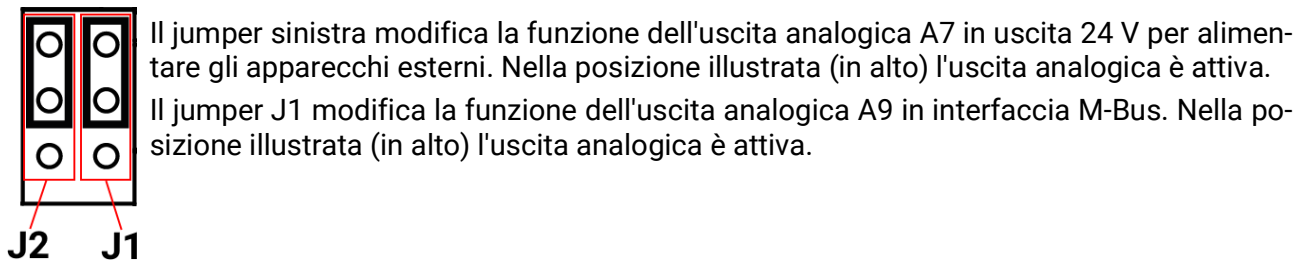 Il jumper sinistra modifica la funzione dell'uscita analogica A7 in uscita 24 V per alimen-
tare gli apparecchi esterni. Nella posizione illustrata (in alto) l'uscita analogica è attiva.
Il jumper J1 modifica la funzione dell'uscita analogica A9 in interfaccia M-Bus. Nella po-
sizione illustrata (in alto) l'uscita analogica è attiva.
J2 J1